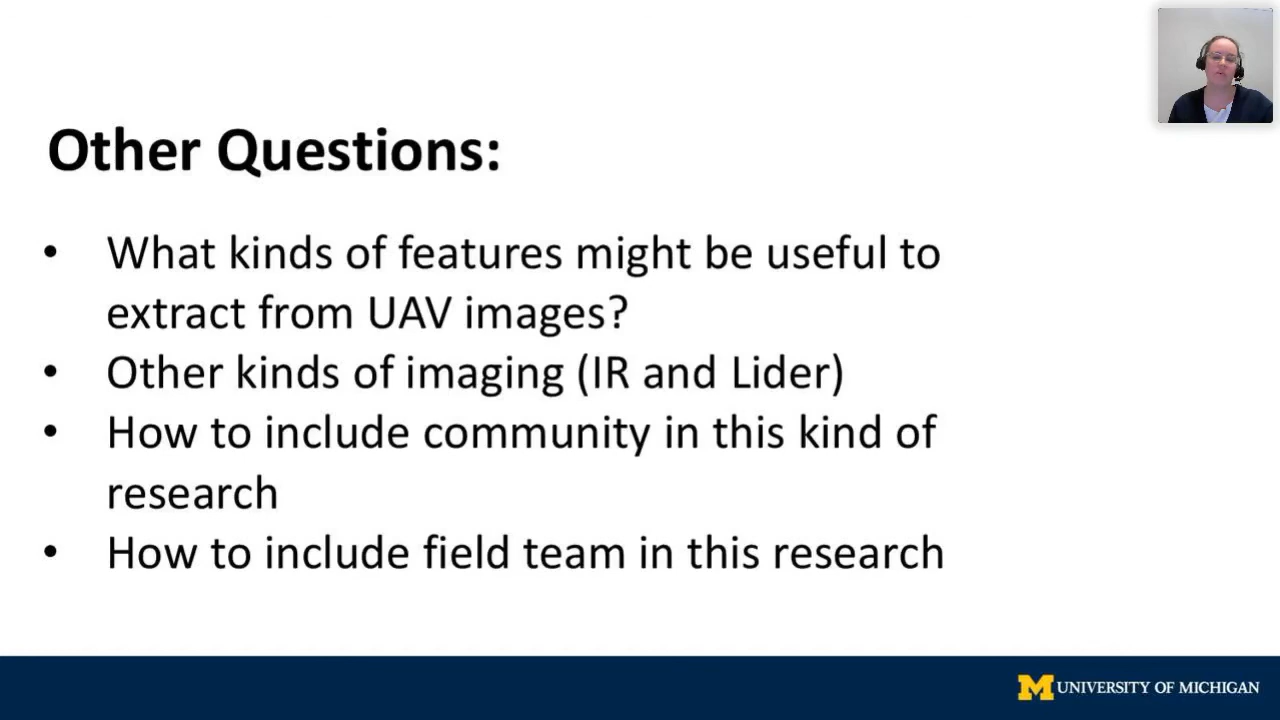 Other Questions:
• What kinds of features might be useful to
extract from UAV images?
• Other kinds of imaging (IR and Lider)
• How to include community in this kind of
research
• How to include field team in this research
M UNIVERSITY OF MICHIGAN